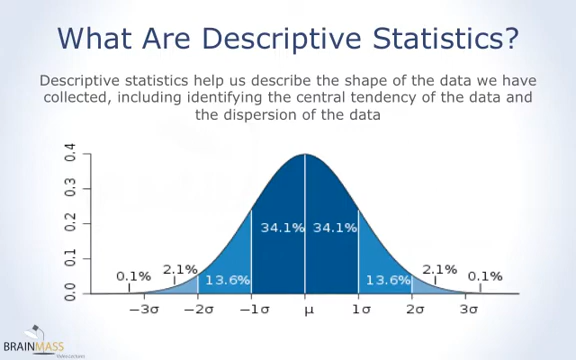 What Are Descriptive Statistics?
Descriptive statistics help us describe the shape of the data we have
collected, including identifying the central tendency of the data and
the dispersion of the data
0.4
0.3
0.2
0.1
0.0
34.1% 34.1%
0.1% 2.1% 13.6% 13.6% 2.1% 0.1%
−3σ −2σ −1σ μ 1σ 2σ 3σ
BRAINMASS